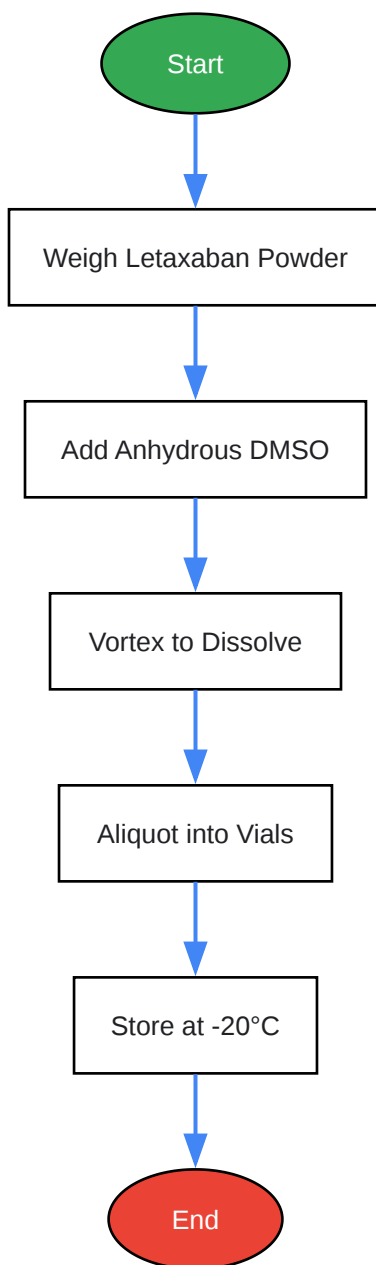 Start
Weigh Letaxaban Powder
Add Anhydrous DMSO
Vortex to Dissolve
Aliquot into Vials
Store at -20°C
End